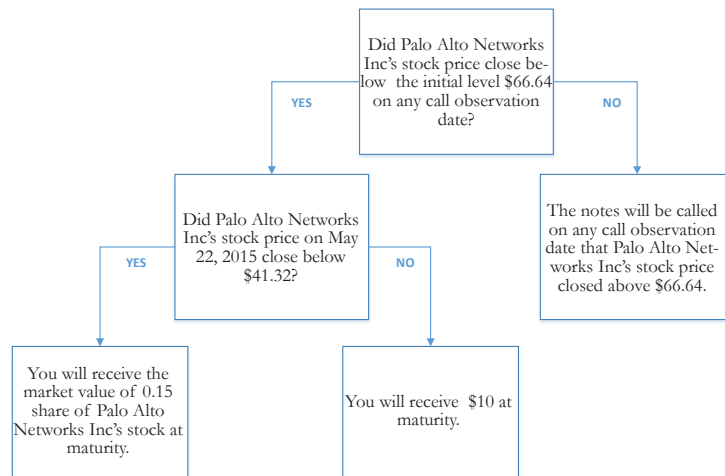 Did Palo Alto Networks
Inc's stock price close be-
low the initial level $66.64
on any call observation
date?
YES
NO
Did Palo Alto Networks
Inc's stock price on May
22, 2015 close below
$41.32?
The notes will be called
on any call observation
date that Palo Alto Net-
works Inc's stock price
closed above $66.64.
YES
NO
You will receive the
market value of 0.15
share of Palo Alto
Networks Inc's stock at
maturity.
You will receive $10 at
maturity.